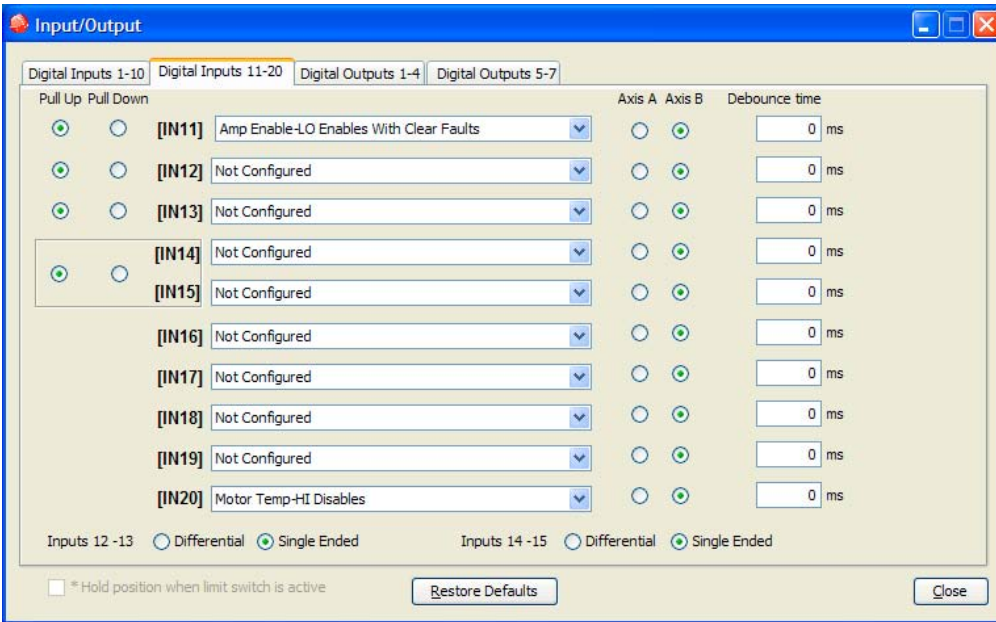 Input/Output
Digital Inputs 1-10 Digital Inputs 11-20 Digital Outputs 1-4 Digital Outputs 5-7
Pull Up Pull Down Axis A Axis B Debounce time
[IN11] Amp Enable-LO Enables With Clear Faults 0 ms
[IN12] Not Configured 0 ms
[IN13] Not Configured 0 ms
[IN14] Not Configured 0 ms
[IN15] Not Configured 0 ms
[IN16] Not Configured 0 ms
[IN17] Not Configured 0 ms
[IN18] Not Configured 0 ms
[IN19] Not Configured 0 ms
[IN20] Motor Temp-HI Disables 0 ms
Inputs 12 -13 Differential Single Ended Inputs 14 -15 Differential Single Ended
* Hold position when limit switch is active Restore Defaults Close